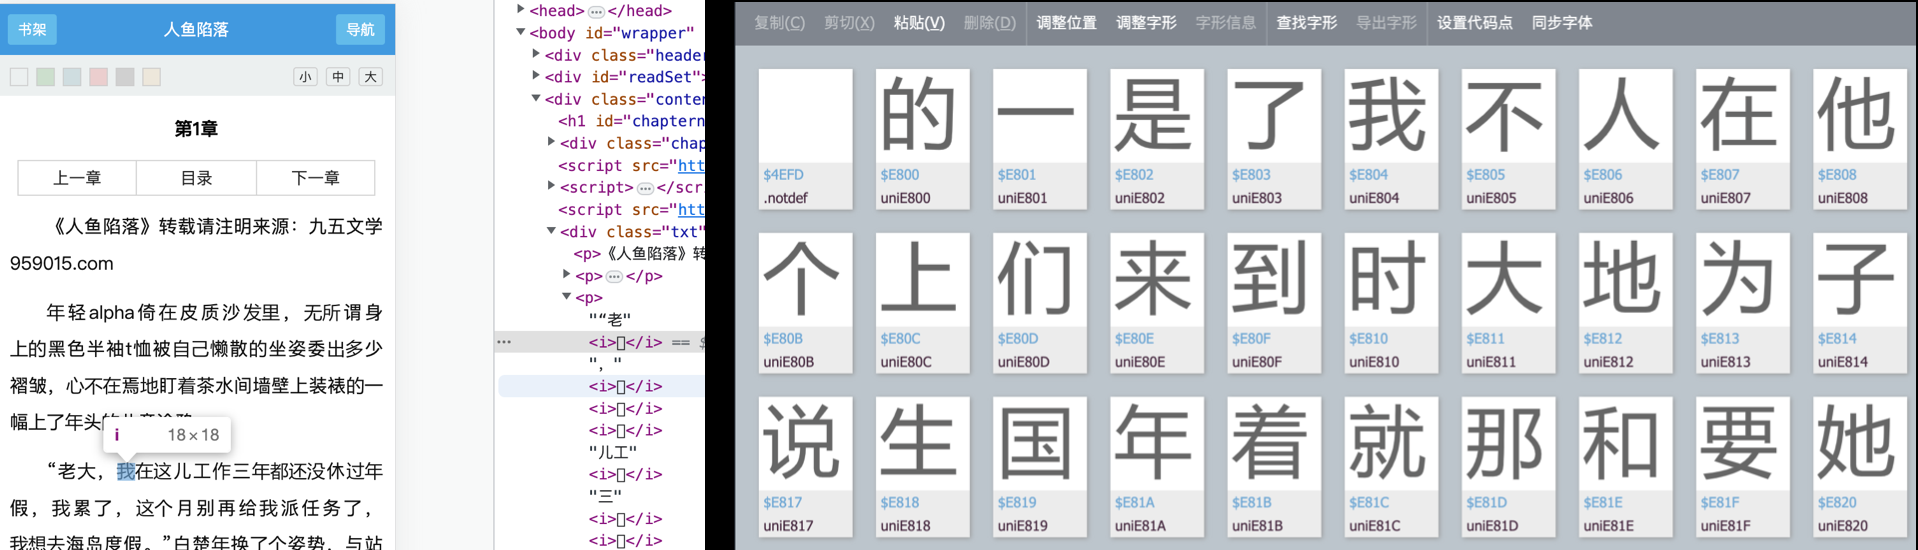 书架
人鱼陷落
导航
小 中 大
第1章
上一章 目录 下一章
《人鱼陷落》转载请注明来源：九五文学
959015.com
年轻alpha倚在皮质沙发里，无所谓身
上的黑色半袖t恤被自己懒散的坐姿委出多少
褶皱，心不在焉地盯着茶水间墙壁上装裱的一
幅上了年头的
i 18×18
“老大，我在这儿工作三年都还没休过年
假，我累了，这个月别再给我派任务了，
我想去海岛度假。”白楚年换了个姿势，与站
<head>…</head>
<body id="wrapper"
<div class="header
<div id="readSet">
<div class="conter
<h1 id="chaptern
<div class="chap
<script src="htt
<script>…</scri
<script src="htt
<div class="txt"
<p>《人鱼陷落》转
<p>…</p>
<p>
"“老"
<i></i> == $
"，"
<i></i>
<i></i>
<i></i>
"儿工"
<i></i>
"三"
<i></i>
<i></i>
复制(C) 剪切(X) 粘贴(V) 删除(D) 调整位置 调整字形 字形信息 查找字形 导出字形 设置代码点 同步字体
的 一 是 了 我 不 人 在 他
$4EFD $E800 $E801 $E802 $E803 $E804 $E805 $E806 $E807 $E808
.notdef uniE800 uniE801 uniE802 uniE803 uniE804 uniE805 uniE806 uniE807 uniE808
个 上 们 来 到 时 大 地 为 子
$E80B $E80C $E80D $E80E $E80F $E810 $E811 $E812 $E813 $E814
uniE80B uniE80C uniE80D uniE80E uniE80F uniE810 uniE811 uniE812 uniE813 uniE814
说 生 国 年 着 就 那 和 要 她
$E817 $E818 $E819 $E81A $E81B $E81C $E81D $E81E $E81F $E820
uniE817 uniE818 uniE819 uniE81A uniE81B uniE81C uniE81D uniE81E uniE81F uniE820